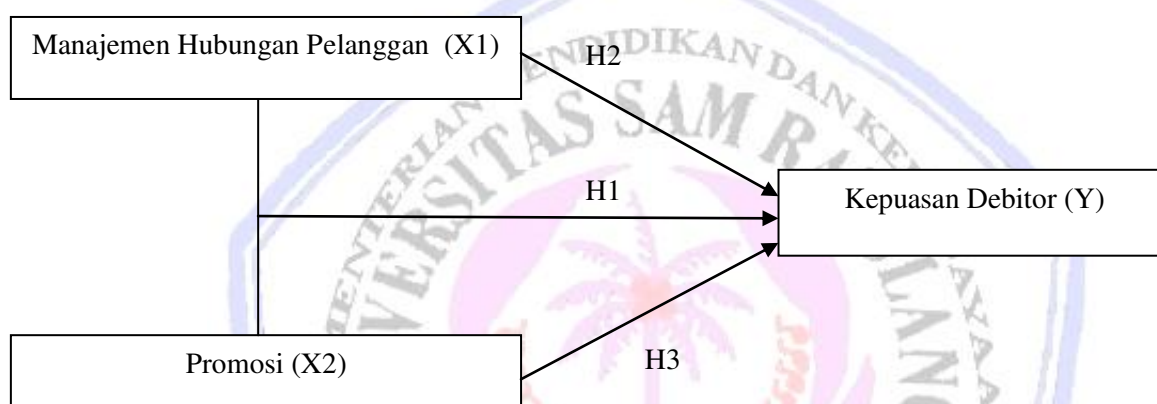 Manajemen Hubungan Pelanggan (X1)
H2
H1
Kepuasan Debitor (Y)
Promosi (X2)
H3